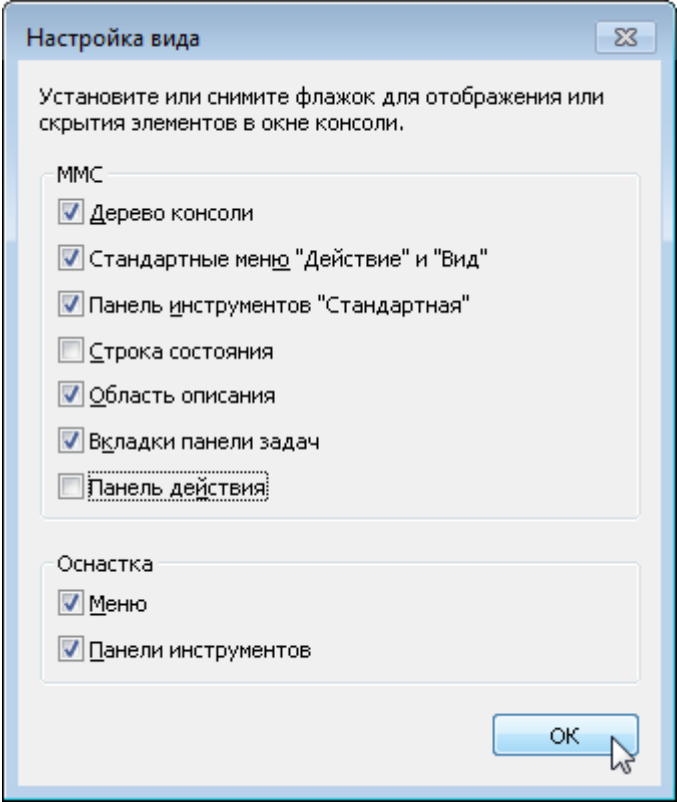 Настройка вида
Установите или снимите флажок для отображения или
скрытия элементов в окне консоли.
MMC
Дерево консоли
Стандартные меню "Действие" и "Вид"
Панель инструментов "Стандартная"
Строка состояния
Область описания
Вкладки панели задач
Панель действия
Оснастка
Меню
Панели инструментов
ОК